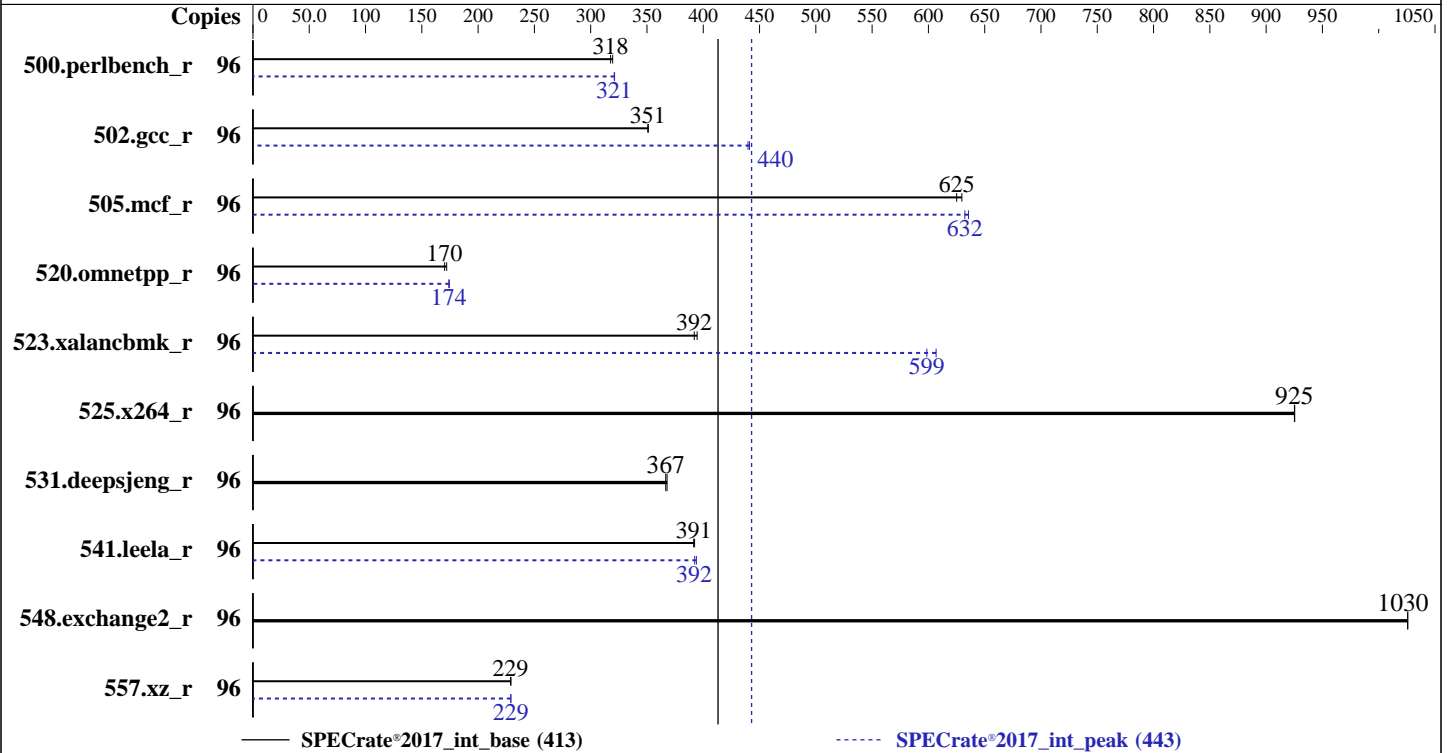 Copies 0 50.0 100 150 200 250 300 350 400 450 500 550 600 650 700 750 800 850 900 950 1050
318
500.perlbench_r 96
321
351
502.gcc_r 96
440
625
505.mcf_r 96
632
170
520.omnetpp_r 96
174
392
523.xalancbmk_r 96
599
925
525.x264_r 96
367
531.deepsjeng_r 96
391
541.leela_r 96
392
1030
548.exchange2_r 96
229
557.xz_r 96
229
SPECrate®2017_int_base (413) SPECrate®2017_int_peak (443)